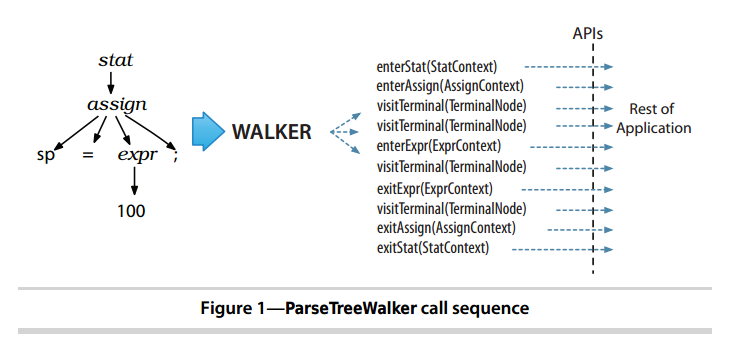 stat
assign
sp = expr ;
100
WALKER
APIs
enterStat(StatContext)
enterAssign(AssignContext)
visitTerminal(TerminalNode)
visitTerminal(TerminalNode)
enterExpr(ExprContext)
visitTerminal(TerminalNode)
exitExpr(ExprContext)
visitTerminal(TerminalNode)
exitAssign(AssignContext)
exitStat(StatContext)
Rest of
Application
Figure 1—ParseTreeWalker call sequence